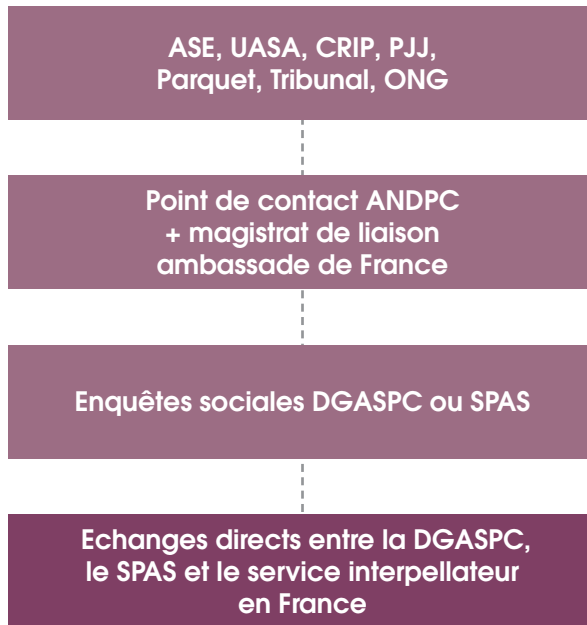 ASE, UASA, CRIP, PJJ,
Parquet, Tribunal, ONG
Point de contact ANDPC
+ magistrat de liaison
ambassade de France
Enquêtes sociales DGASPC ou SPAS
Echanges directs entre la DGASPC,
le SPAS et le service interpellateur
en France